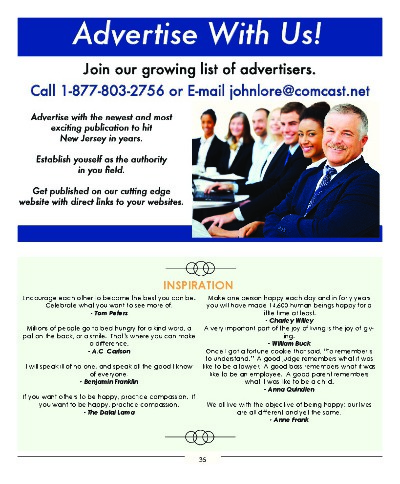 Advertise With Us!
Join our growing list of advertisers.
Call 1-877-803-2756 or E-mail johnlore@comcast.net
Advertise with the newest and most
exciting publication to hit
New Jersey in years.
Establish youself as the authority
in you field.
Get published on our cutting edge
website with direct links to your websites.
INSPIRATION
Encourage each other to become the best you can be.
Celebrate what you want to see more of.
- Tom Peters
Millions of people go to bed hungry for a kind word, a
pat on the back, or a smile. That's where you can make
a difference.
- A.C. Carlson
I will speak ill of no one, and speak all the good I know
of everyone.
- Benjamin Franklin
If you want others to be happy, practice compassion. If
you want to be happy, practice compassion.
- The Dalai Lama
Make one person happy each day and in forty years
you will have made 14,600 human beings happy for a
little time at least.
- Charley Willey
A very important part of the joy of living is the joy of giv-
ing.
- William Buck
Once I got a fortune cookie that said, "To remember is
to understand." A good judge remembers what it was
like to be a lawyer. A good boss remembers what it was
like to be an employee. A good parent remembers
what it was like to be a child.
- Anna Quindlen
We all live with the objective of being happy; our lives
are all different and yet the same.
- Anne Frank
35